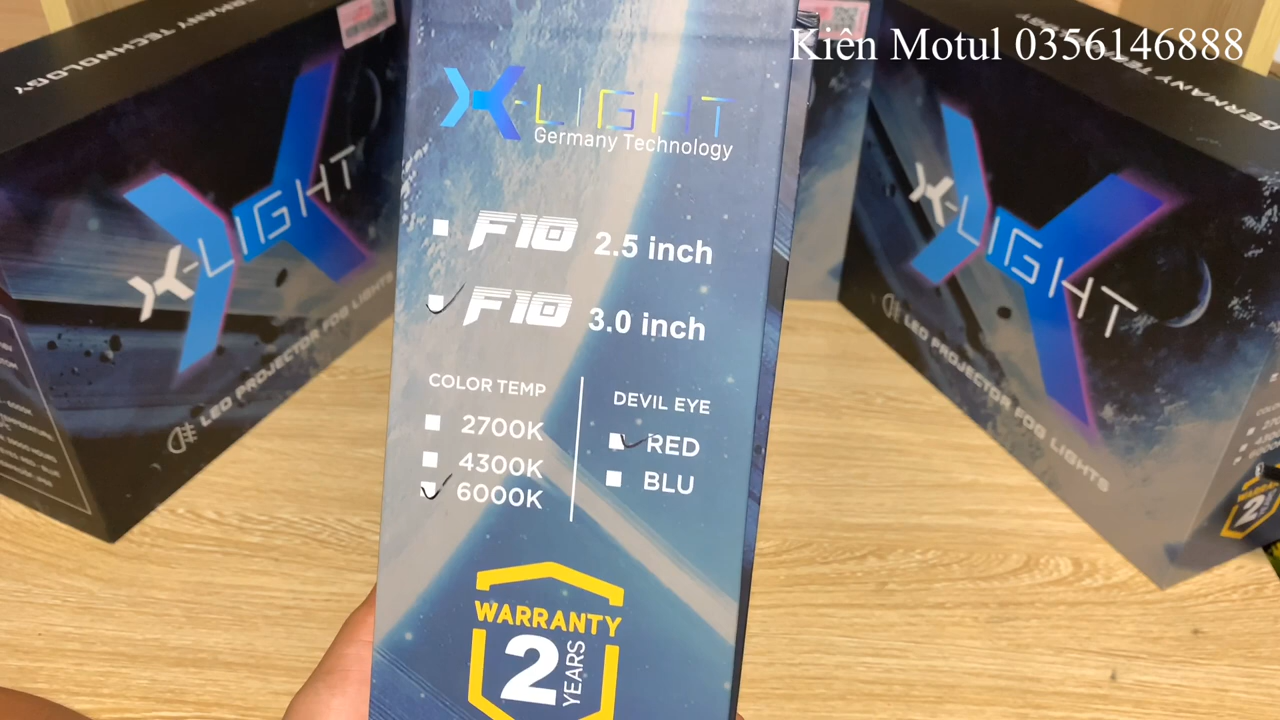 Kiên Motul 0356146888
GERMANY TECHNOLOGY
X-LIGHT
LED PROJECTOR FOG LIGHTS
X-LIGHT
Germany Technology
F10 2.5 inch
F10 3.0 inch
COLOR TEMP
2700K
4300K
6000K
DEVIL EYE
RED
BLU
WARRANTY
2
YEARS
X-LIGHT
LED PROJECTOR FOG LIGHTS